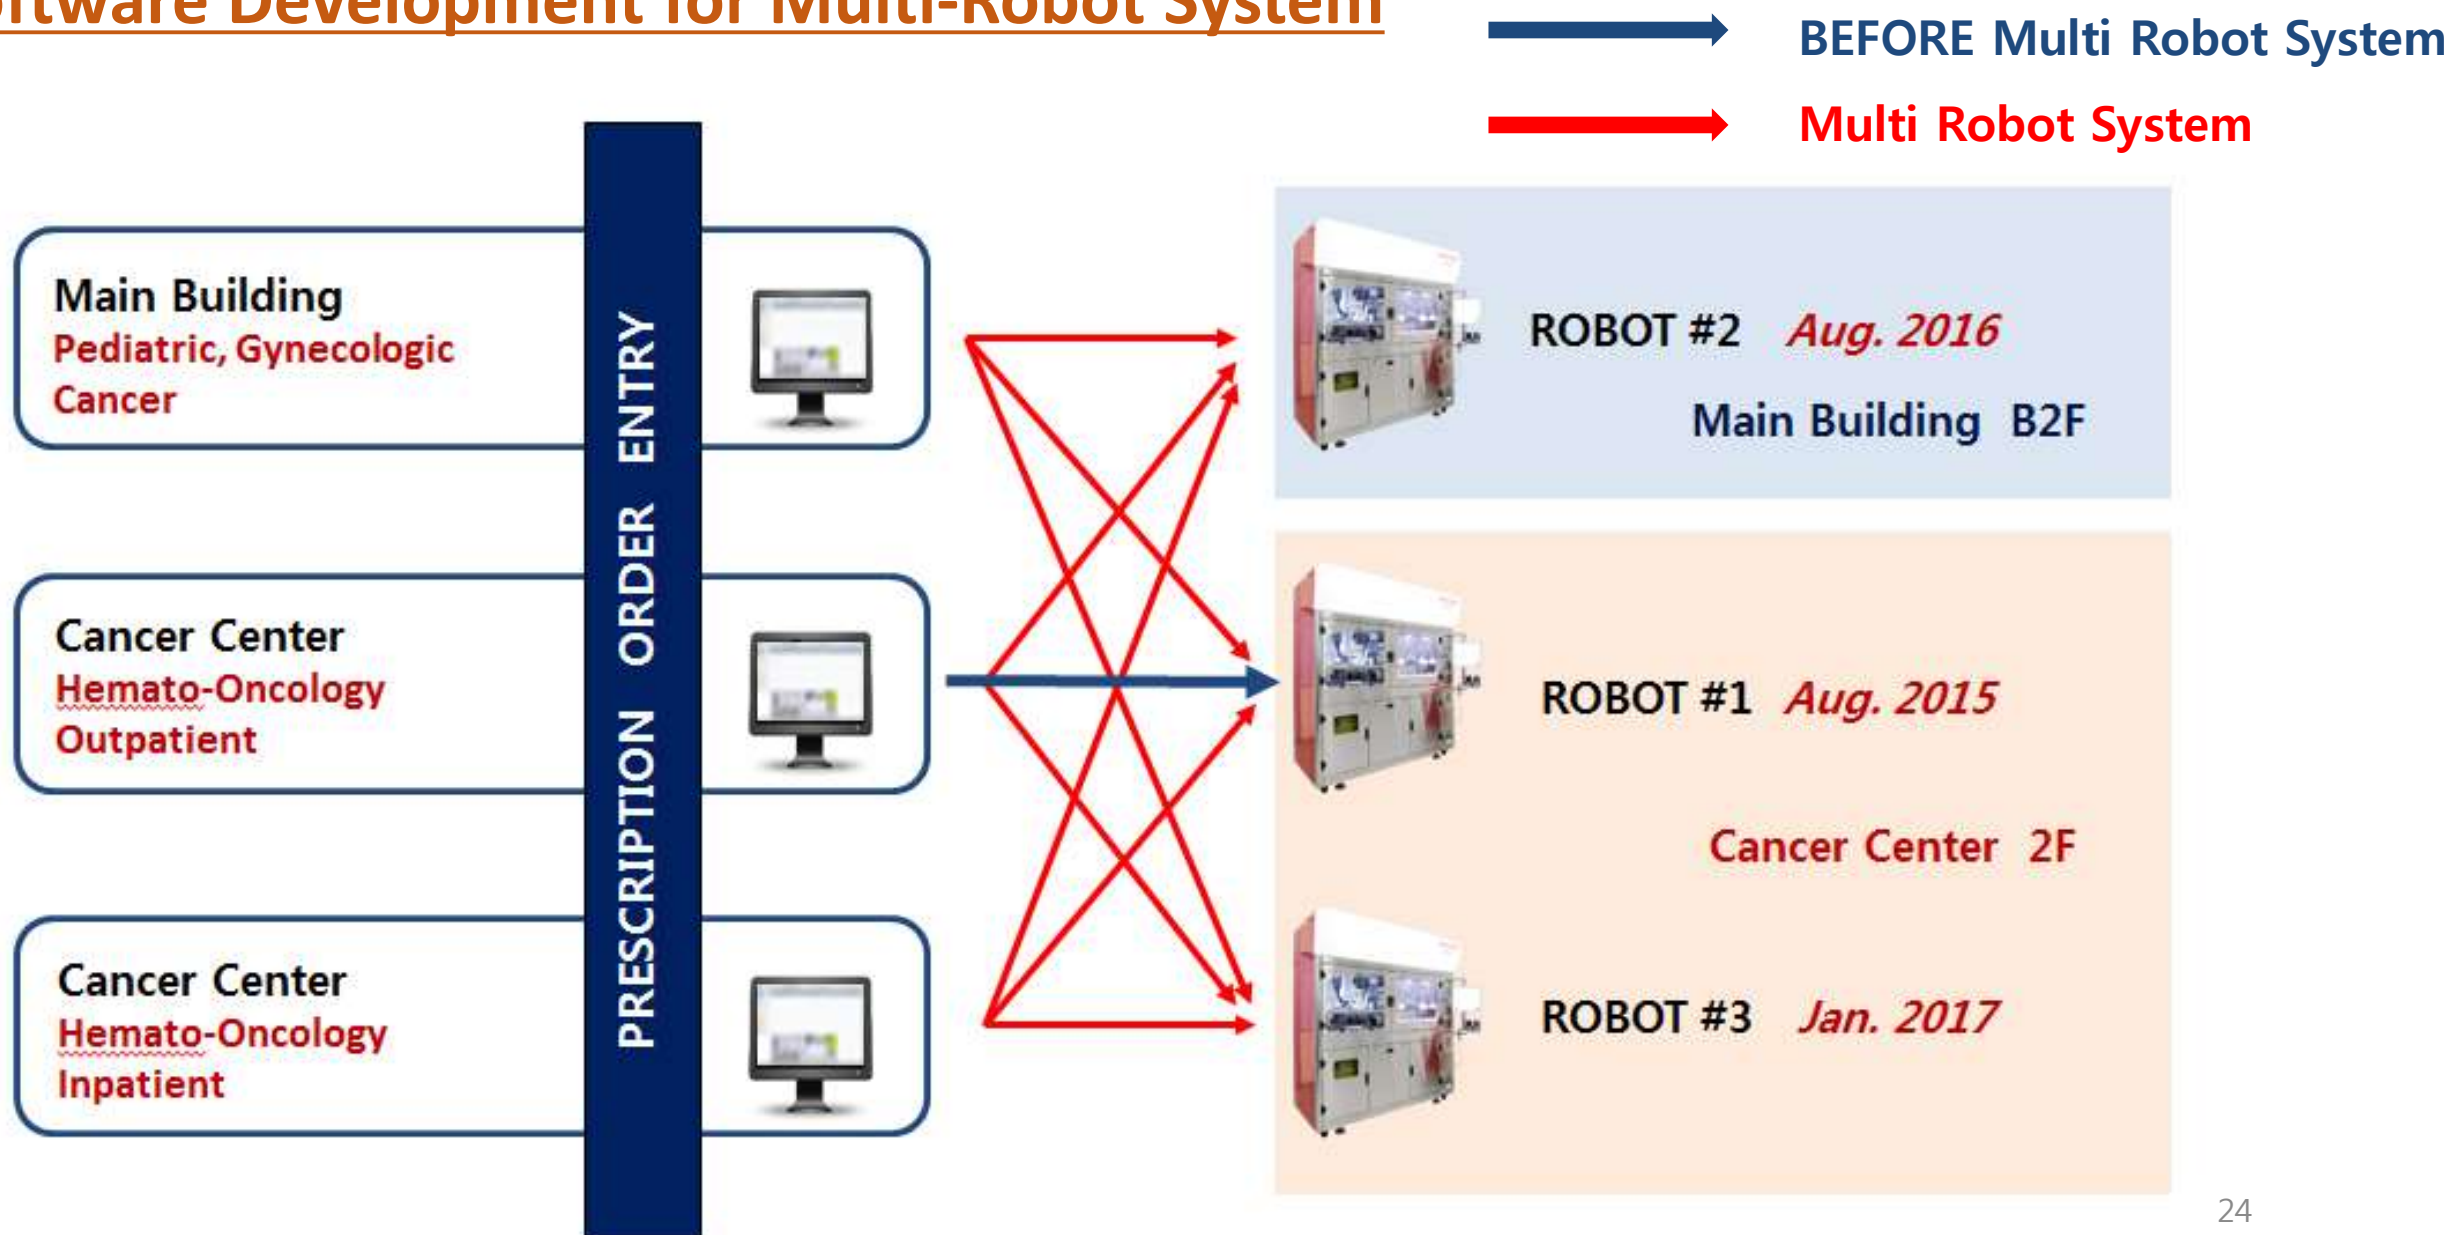 ftware Development for Multi-Robot System
BEFORE Multi Robot System
Multi Robot System
Main Building
Pediatric, Gynecologic
Cancer
Cancer Center
Hemato-Oncology
Outpatient
Cancer Center
Hemato-Oncology
Inpatient
PRESCRIPTION ORDER ENTRY
ROBOT #2 Aug. 2016
Main Building B2F
ROBOT #1 Aug. 2015
Cancer Center 2F
ROBOT #3 Jan. 2017
24